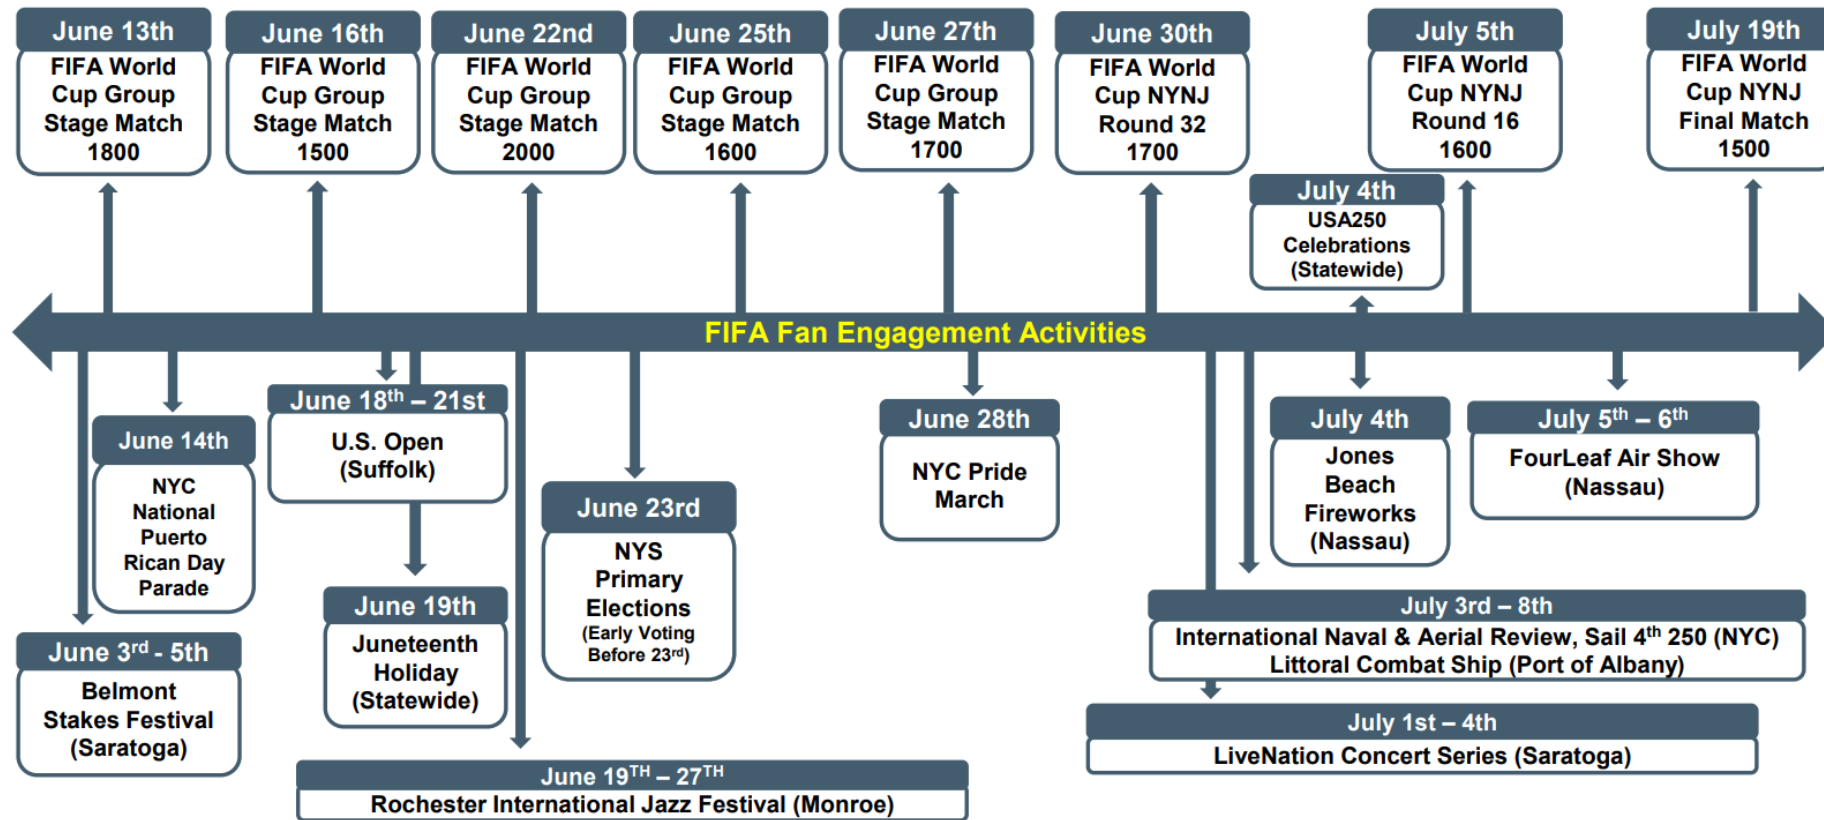 June 13th
FIFA World
Cup Group
Stage Match
1800
June 16th
FIFA World
Cup Group
Stage Match
1500
June 22nd
FIFA World
Cup Group
Stage Match
2000
June 25th
FIFA World
Cup Group
Stage Match
1600
June 27th
FIFA World
Cup Group
Stage Match
1700
June 30th
FIFA World
Cup NYNJ
Round 32
1700
July 4th
USA250
Celebrations
(Statewide)
July 5th
FIFA World
Cup NYNJ
Round 16
1600
July 19th
FIFA World
Cup NYNJ
Final Match
1500
FIFA Fan Engagement Activities
June 3rd - 5th
Belmont
Stakes Festival
(Saratoga)
June 14th
NYC
National
Puerto
Rican Day
Parade
June 18th – 21st
U.S. Open
(Suffolk)
June 19th
Juneteenth
Holiday
(Statewide)
June 19TH – 27TH
Rochester International Jazz Festival (Monroe)
June 23rd
NYS
Primary
Elections
(Early Voting
Before 23rd)
June 28th
NYC Pride
March
July 4th
Jones
Beach
Fireworks
(Nassau)
July 5th – 6th
FourLeaf Air Show
(Nassau)
July 3rd – 8th
International Naval & Aerial Review, Sail 4th 250 (NYC)
Littoral Combat Ship (Port of Albany)
July 1st – 4th
LiveNation Concert Series (Saratoga)